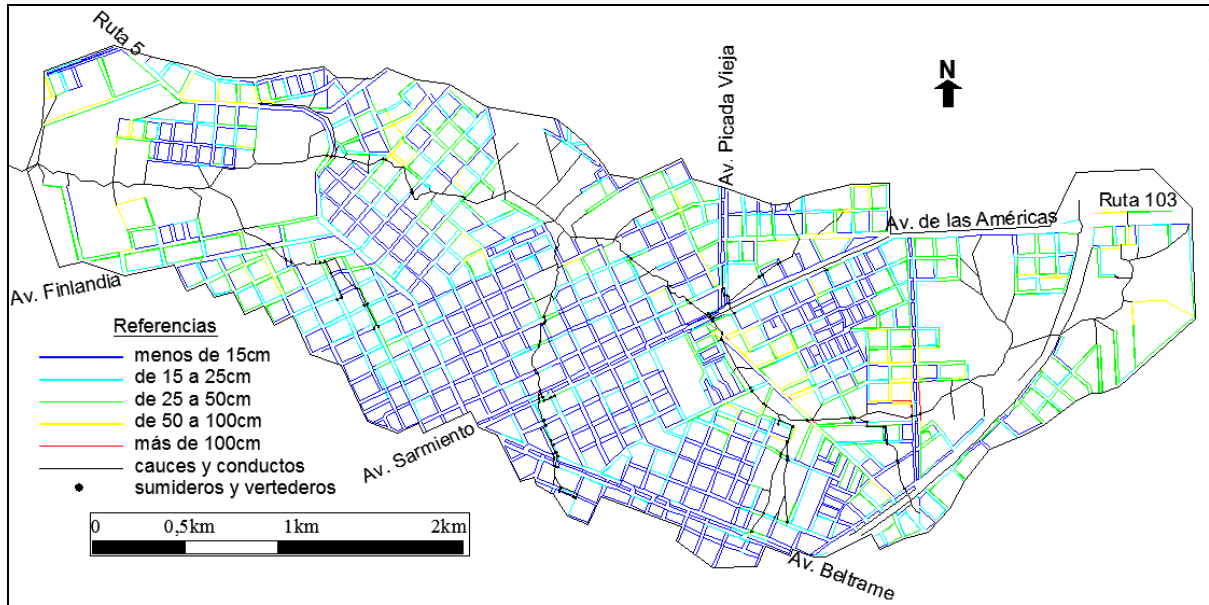 Ruta 5
N
Av. Picada Vieja
Ruta 103
Av. de las Américas
Av. Finlandia
Referencias
menos de 15cm
de 15 a 25cm
de 25 a 50cm
de 50 a 100cm
más de 100cm
cauces y conductos
sumideros y vertederos
Av. Sarmiento
0 0,5km 1km 2km
Av. Beltrame